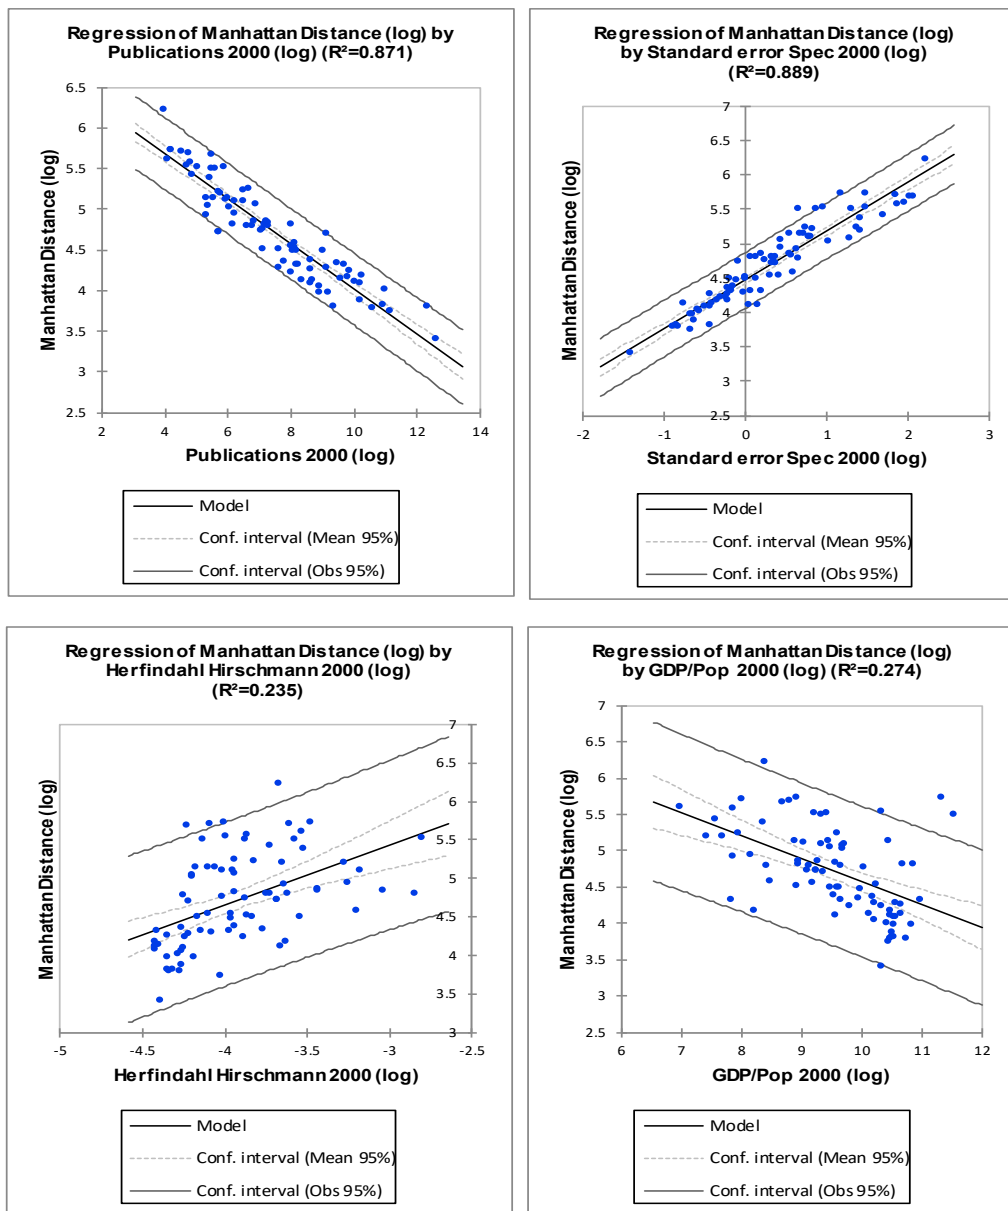 Regression of Manhattan Distance (log) by
Publications 2000 (log) (R²=0.871)
6.5
6
5.5
5
4.5
4
3.5
3
2.5
2 4 6 8 10 12 14
Manhattan Distance (log)
Publications 2000 (log)
Model
Conf. interval (Mean 95%)
Conf. interval (Obs 95%)
Regression of Manhattan Distance (log)
by Standard error Spec 2000 (log)
(R²=0.889)
7
6.5
6
5.5
5
4.5
4
3.5
3
2.5
-2 -1 0 1 2 3
Manhattan Distance (log)
Standard error Spec 2000 (log)
Model
Conf. interval (Mean 95%)
Conf. interval (Obs 95%)
Regression of Manhattan Distance (log) by
Herfindahl Hirschmann 2000 (log)
(R²=0.235)
7
6.5
6
5.5
5
4.5
4
3.5
3
-5 -4.5 -4 -3.5 -3 -2.5
Manhattan Distance (log)
Herfindahl Hirschmann 2000 (log)
Model
Conf. interval (Mean 95%)
Conf. interval (Obs 95%)
Regression of Manhattan Distance (log)
by GDP/Pop 2000 (log) (R²=0.274)
7
6.5
6
5.5
5
4.5
4
3.5
3
2.5
6 7 8 9 10 11 12
Manhattan Distance (log)
GDP/Pop 2000 (log)
Model
Conf. interval (Mean 95%)
Conf. interval (Obs 95%)